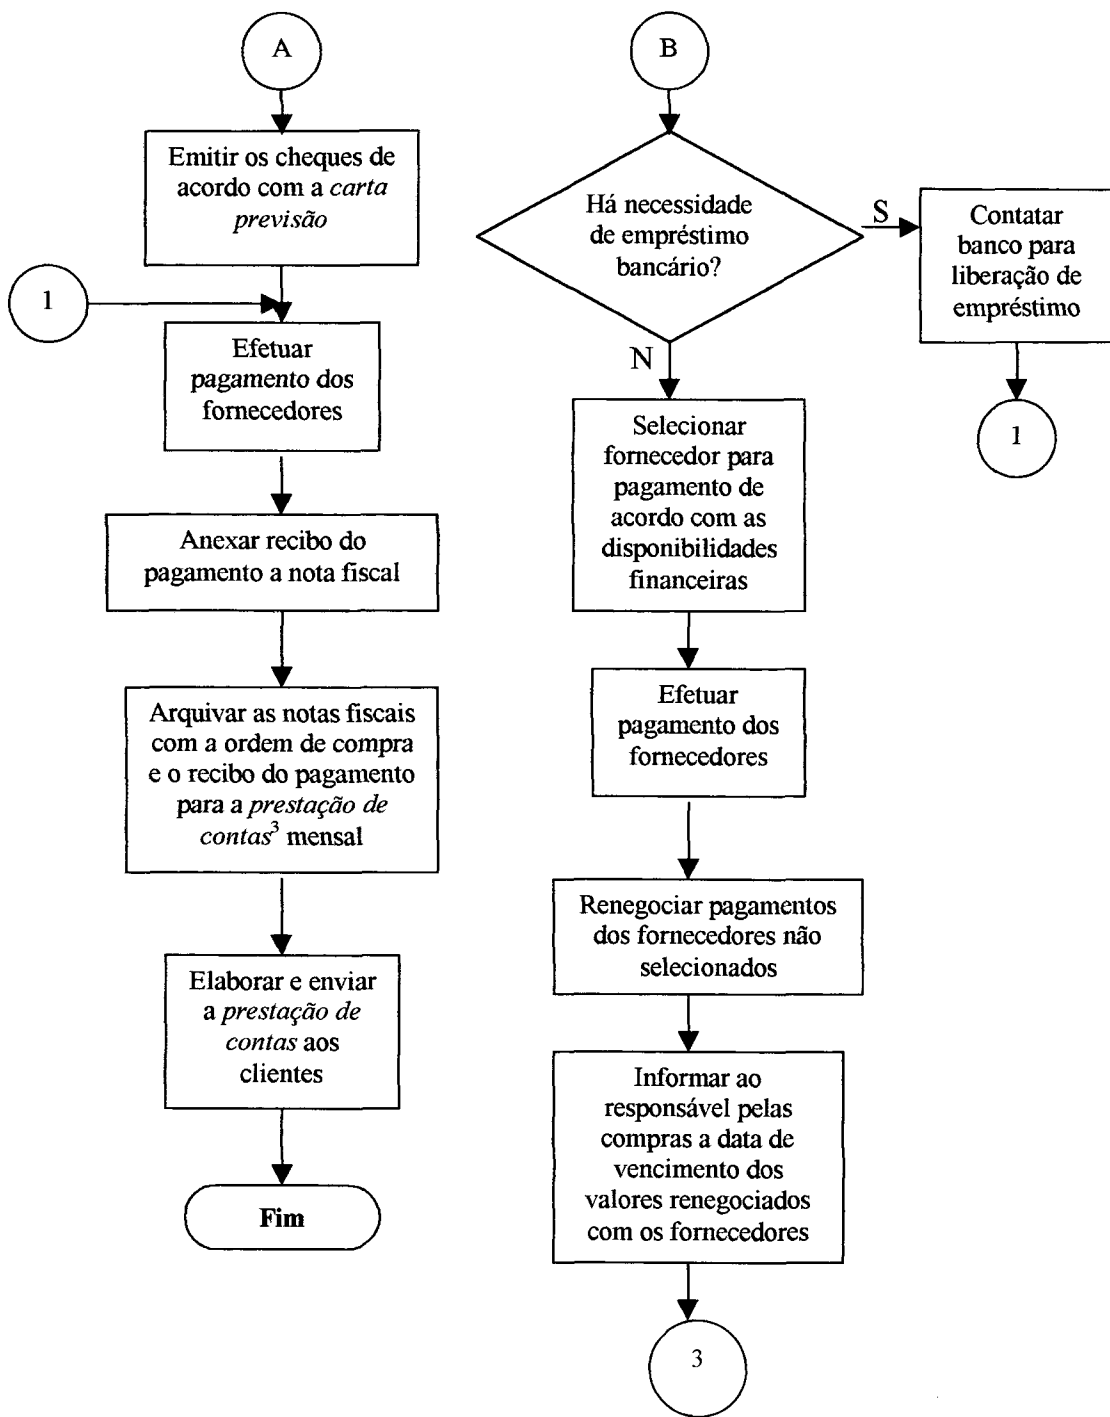 A
Emitir os cheques de
acordo com a carta
previsão
1
Efetuar
pagamento dos
fornecedores
Anexar recibo do
pagamento a nota fiscal
Arquivar as notas fiscais
com a ordem de compra
e o recibo do pagamento
para a prestação de
contas³ mensal
Elaborar e enviar
a prestação de
contas aos
clientes
Fim
B
Há necessidade
de empréstimo
bancário?
S
Contatar
banco para
liberação de
empréstimo
1
N
Selecionar
fornecedor para
pagamento de
acordo com as
disponibilidades
financeiras
Efetuar
pagamento dos
fornecedores
Renegociar pagamentos
dos fornecedores não
selecionados
Informar ao
responsável pelas
compras a data de
vencimento dos
valores renegociados
com os fornecedores
3